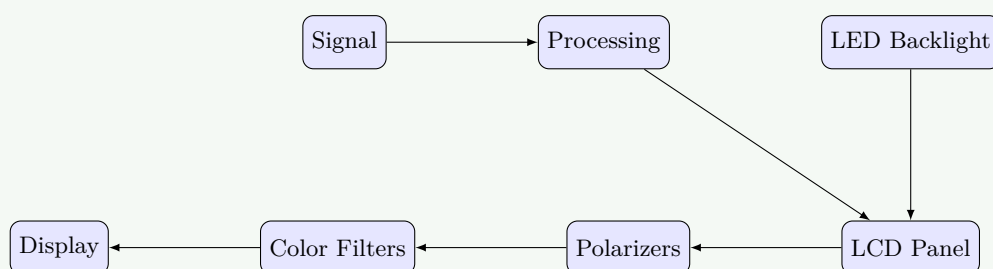 Signal
Processing
LED Backlight
Display
Color Filters
Polarizers
LCD Panel